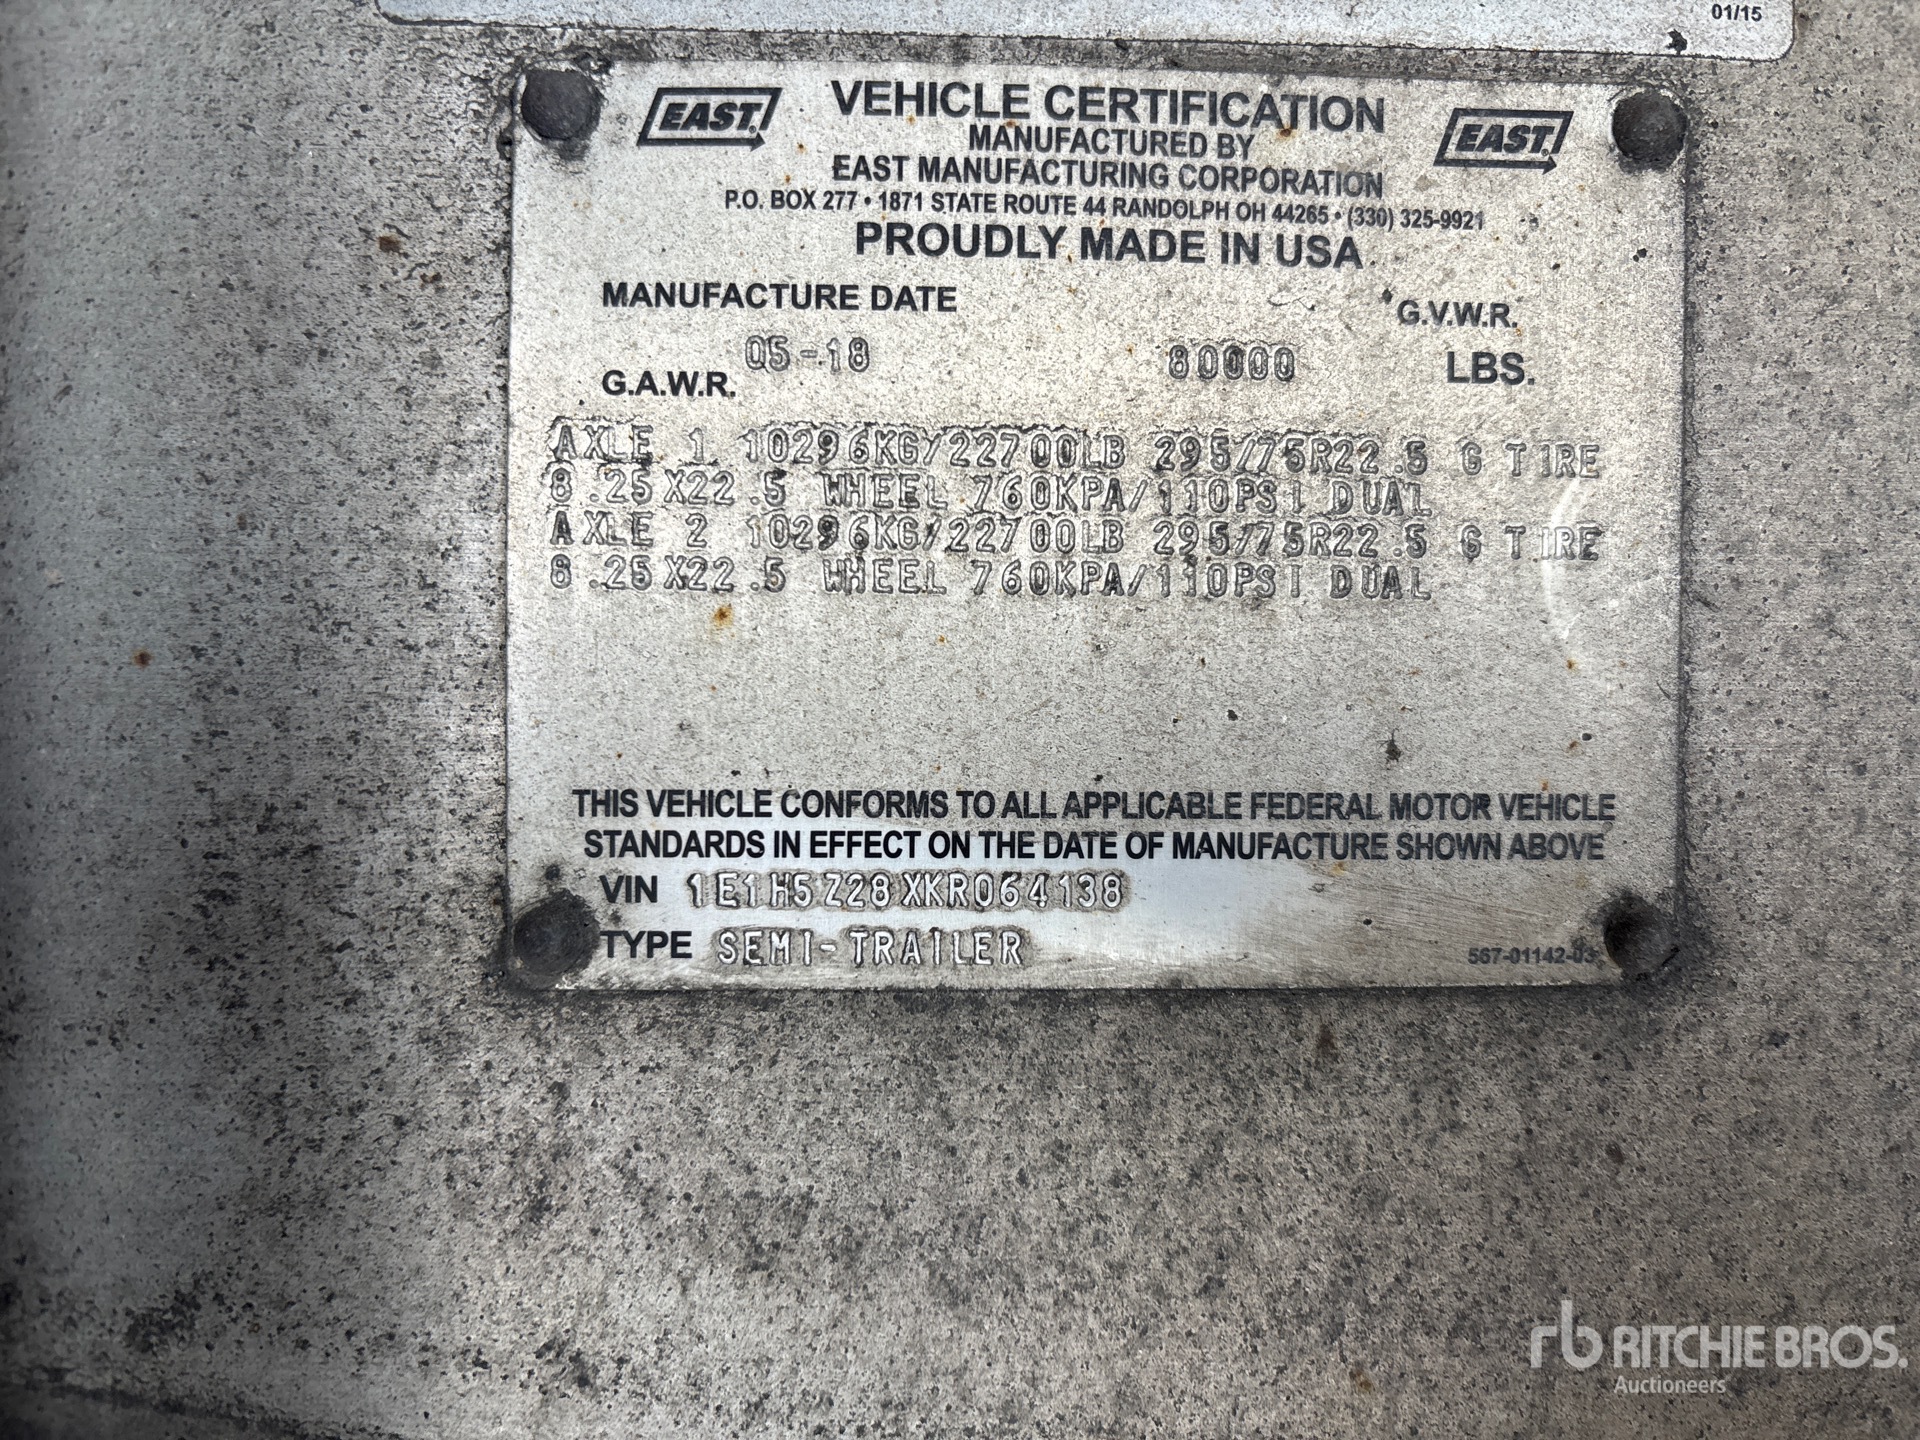 01/15
EAST VEHICLE CERTIFICATION EAST
MANUFACTURED BY
EAST MANUFACTURING CORPORATION
P.O. BOX 277 • 1871 STATE ROUTE 44 RANDOLPH OH 44265 • (330) 325-9921
PROUDLY MADE IN USA
MANUFACTURE DATE G.V.W.R.
05-18 80000 LBS.
G.A.W.R.
AXLE 1 10296KG/22700LB 295/75R22.5 G TIRE
8.25X22.5 WHEEL 760KPA/110PSI DUAL
AXLE 2 10296KG/22700LB 295/75R22.5 G TIRE
8.25X22.5 WHEEL 760KPA/110PSI DUAL
THIS VEHICLE CONFORMS TO ALL APPLICABLE FEDERAL MOTOR VEHICLE
STANDARDS IN EFFECT ON THE DATE OF MANUFACTURE SHOWN ABOVE
VIN 1E1H5Z28XKR064138
TYPE SEMI-TRAILER 567-01142-03
rb RITCHIE BROS.
Auctioneers